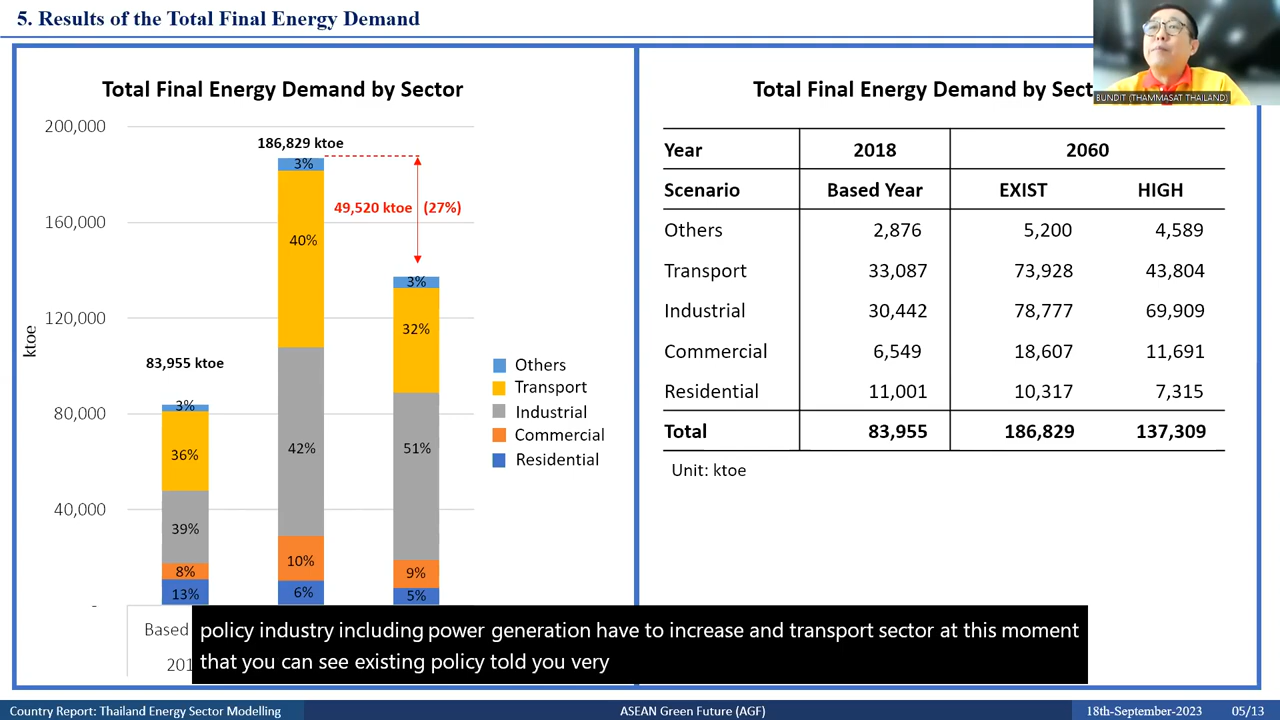 5. Results of the Total Final Energy Demand
BUNDIT (THAMMASAT THAILAND)
Total Final Energy Demand by Sector
200,000
160,000
120,000
80,000
40,000
-
ktoe
186,829 ktoe
49,520 ktoe (27%)
83,955 ktoe
3%
36%
39%
8%
13%
3%
40%
42%
10%
6%
3%
32%
51%
9%
5%
Others
Transport
Industrial
Commercial
Residential
Based
201
Total Final Energy Demand by Sect
Year 2018 2060
Scenario Based Year EXIST HIGH
Others 2,876 5,200 4,589
Transport 33,087 73,928 43,804
Industrial 30,442 78,777 69,909
Commercial 6,549 18,607 11,691
Residential 11,001 10,317 7,315
Total 83,955 186,829 137,309
Unit: ktoe
policy industry including power generation have to increase and transport sector at this moment
that you can see existing policy told you very
Country Report: Thailand Energy Sector Modelling ASEAN Green Future (AGF) 18th-September-2023 05/13